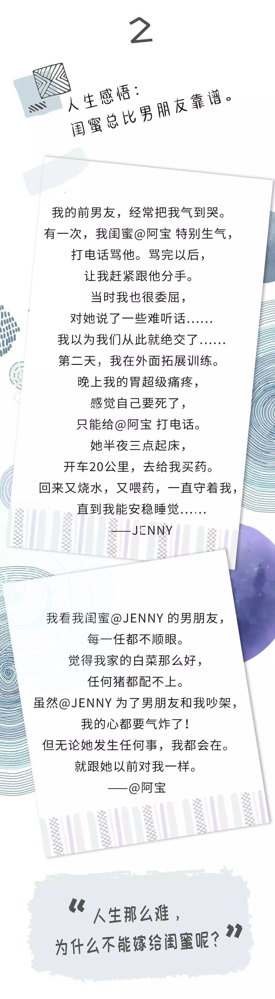 2
人生感悟：
闺蜜总比男朋友靠谱。
我的前男友，经常把我气到哭。
有一次，我闺蜜@阿宝 特别生气，
打电话骂他。骂完以后，
让我赶紧跟他分手。
当时我也很委屈，
对她说了一些难听话……
我以为我们从此就绝交了……
第二天，我在外面拓展训练。
晚上我的胃超级痛疼，
感觉自己要死了，
只能给@阿宝 打电话。
她半夜三点起床，
开车20公里，去给我买药。
回来又烧水，又喂药，一直守着我，
直到我能安稳睡觉……
——JENNY
我看我闺蜜@JENNY 的男朋友，
每一任都不顺眼。
觉得我家的白菜那么好，
任何猪都配不上。
虽然@JENNY 为了男朋友和我吵架，
我的心都要气炸了！
但无论她发生任何事，我都会在。
就跟她以前对我一样。
——@阿宝
“人生那么难，
为什么不能嫁给闺蜜呢？”